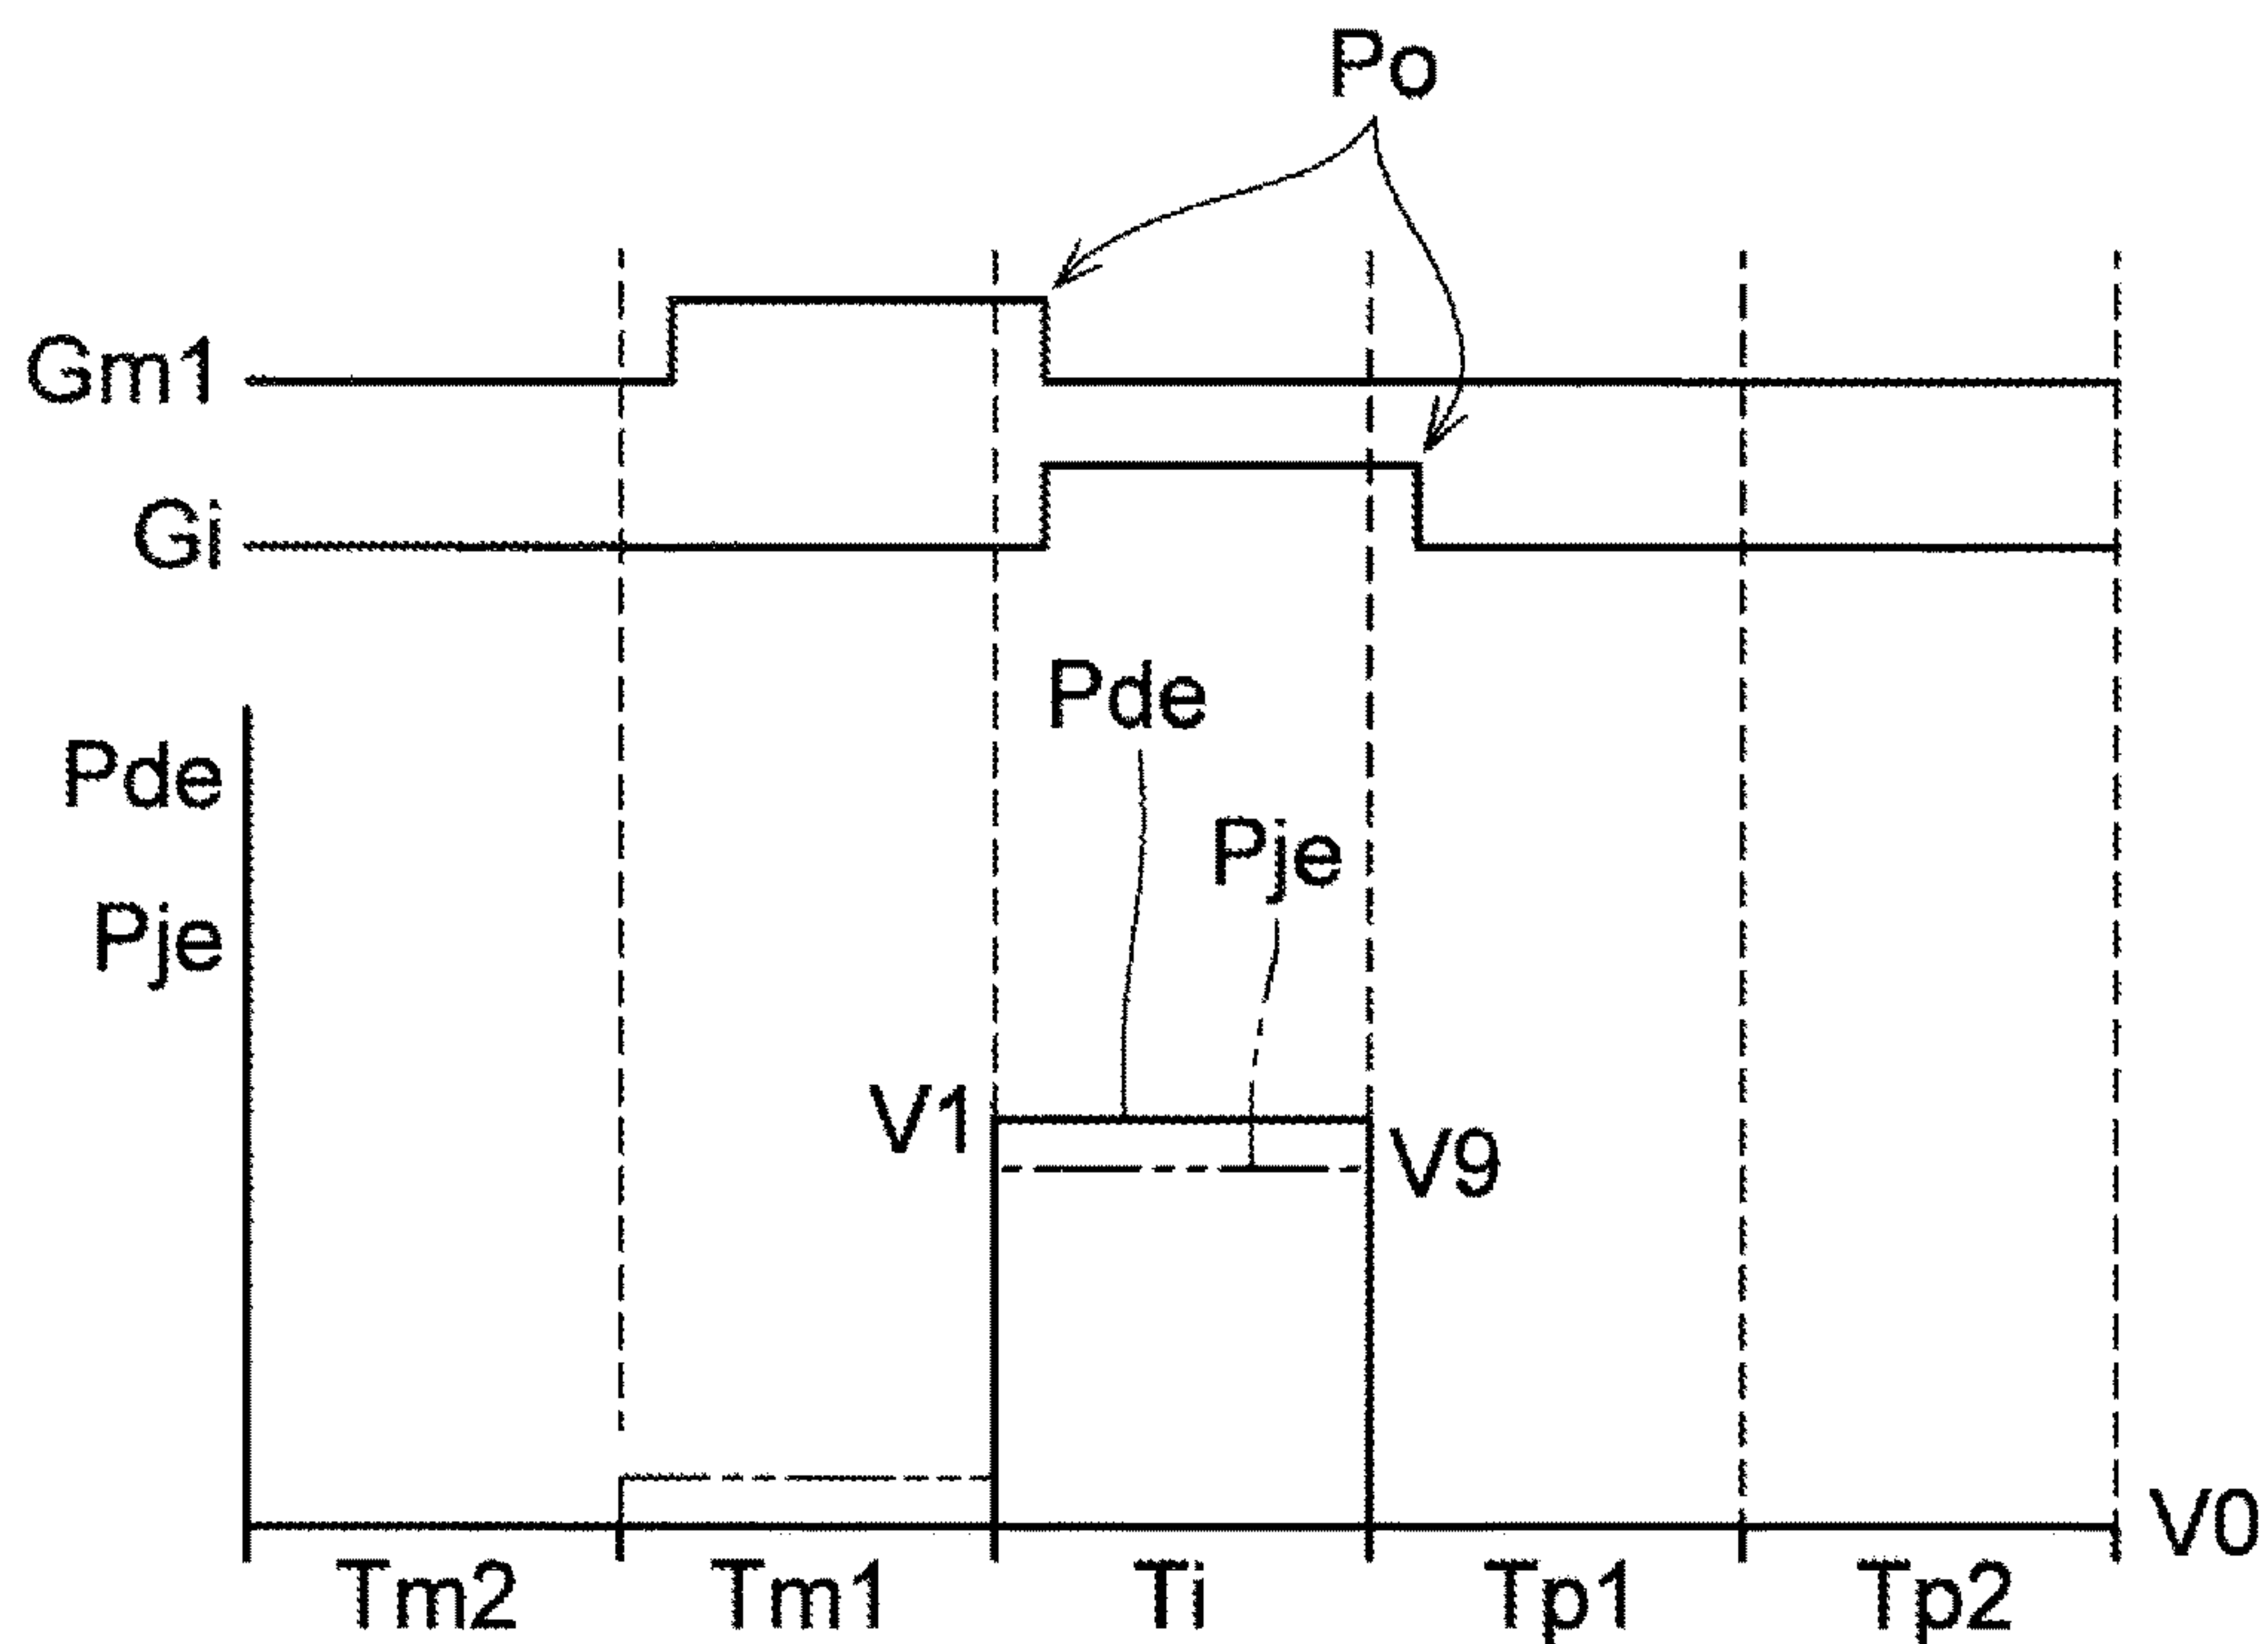 Po
Gm1
Gi
Pde
Pde
Pje
Pje
V1
V9
V0
Tm2 Tm1 Ti Tp1 Tp2